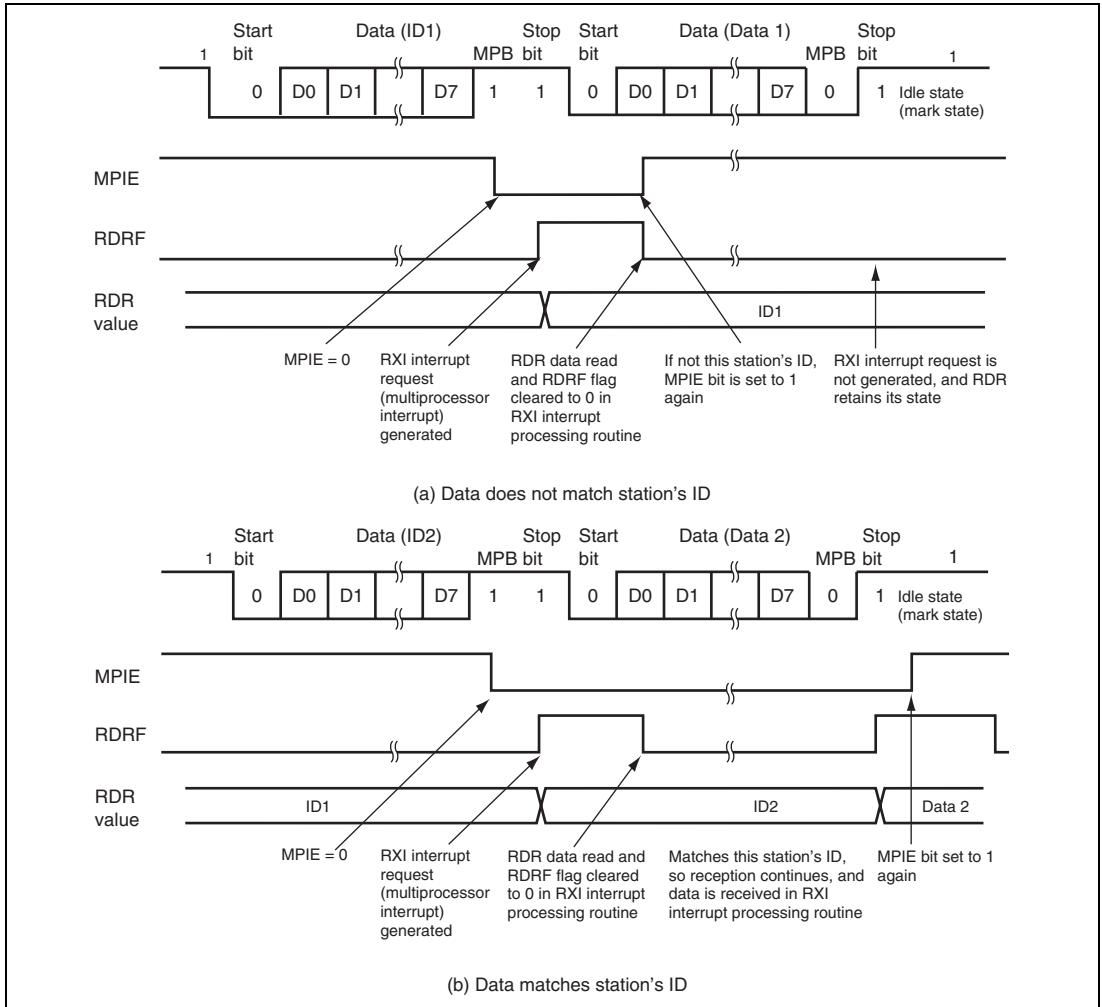 Start bit Data (ID1) MPB Stop bit Start bit Data (Data 1) MPB Stop bit
1 0 D0 D1 D7 1 1 0 D0 D1 D7 0 1 1
Idle state
(mark state)
MPIE
RDRF
RDR
value
ID1
MPIE = 0
RXI interrupt
request
(multiprocessor
interrupt)
generated
RDR data read
and RDRF flag
cleared to 0 in
RXI interrupt
processing routine
If not this station's ID,
MPIE bit is set to 1
again
RXI interrupt request is
not generated, and RDR
retains its state
(a) Data does not match station's ID
Start bit Data (ID2) MPB Stop bit Start bit Data (Data 2) MPB Stop bit
1 0 D0 D1 D7 1 1 0 D0 D1 D7 0 1 1
Idle state
(mark state)
MPIE
RDRF
RDR
value
ID1 ID2 Data 2
MPIE = 0
RXI interrupt
request
(multiprocessor
interrupt)
generated
RDR data read and
RDRF flag cleared
to 0 in RXI interrupt
processing routine
Matches this station's ID,
so reception continues, and
data is received in RXI
interrupt processing routine
MPIE bit set to 1
again
(b) Data matches station's ID